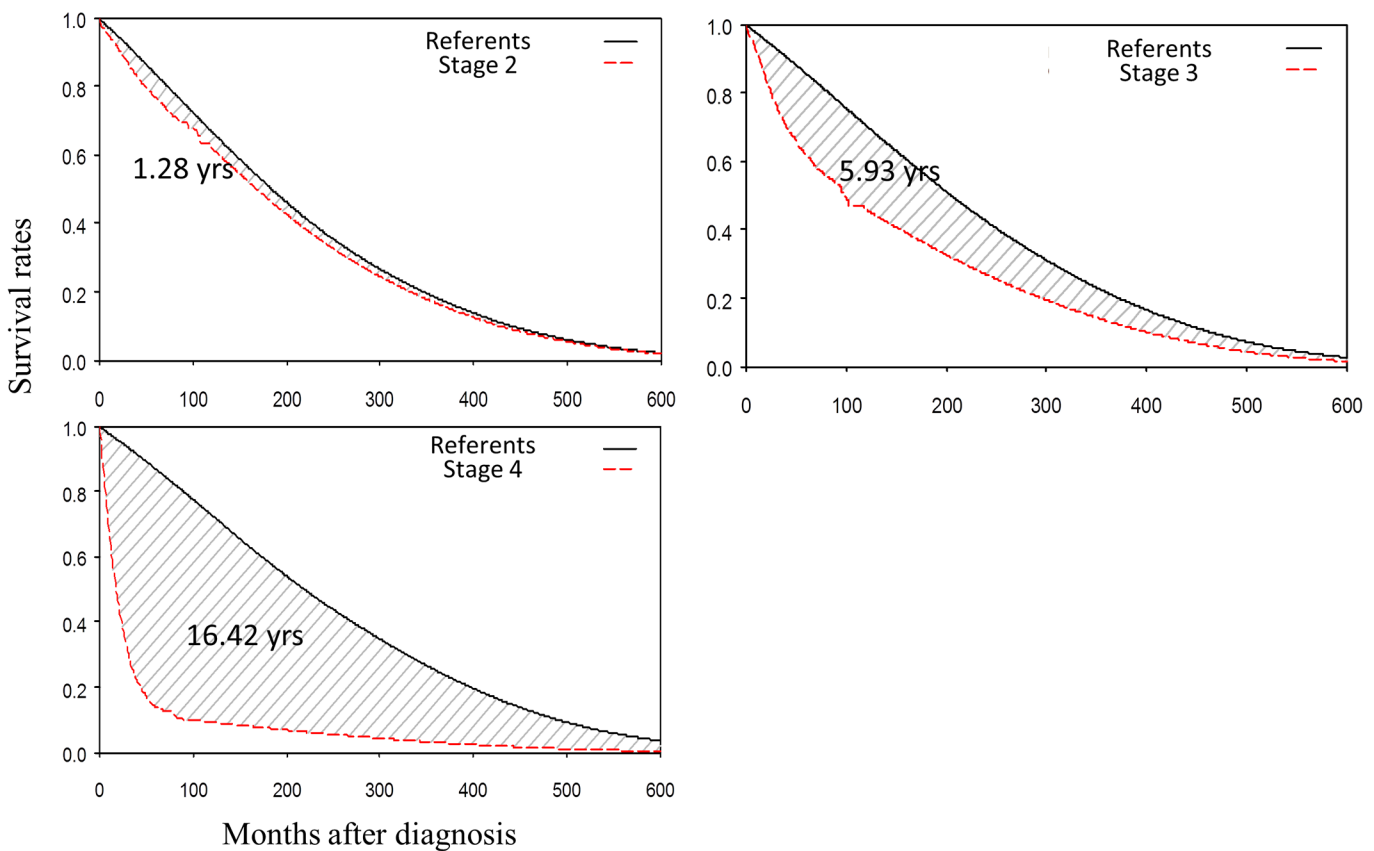 Survival rates
1.0
0.8
0.6
0.4
0.2
0.0
Referents
Stage 2
1.28 yrs
0 100 200 300 400 500 600
1.0
0.8
0.6
0.4
0.2
0.0
Referents
Stage 3
5.93 yrs
0 100 200 300 400 500 600
1.0
0.8
0.6
0.4
0.2
0.0
Referents
Stage 4
16.42 yrs
0 100 200 300 400 500 600
Months after diagnosis